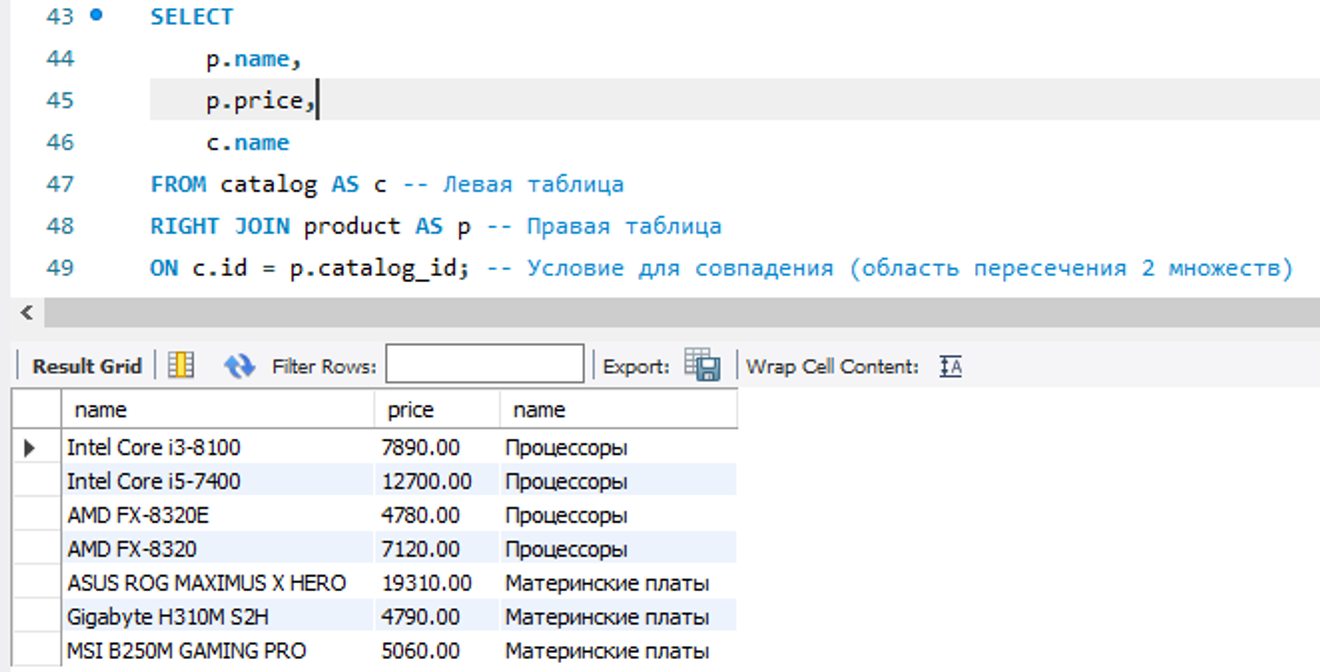 43 SELECT
44 p.name,
45 p.price,
46 c.name
47 FROM catalog AS c -- Левая таблица
48 RIGHT JOIN product AS p -- Правая таблица
49 ON c.id = p.catalog_id; -- Условие для совпадения (область пересечения 2 множеств)
Result Grid Filter Rows: Export: Wrap Cell Content:
name price name
Intel Core i3-8100 7890.00 Процессоры
Intel Core i5-7400 12700.00 Процессоры
AMD FX-8320E 4780.00 Процессоры
AMD FX-8320 7120.00 Процессоры
ASUS ROG MAXIMUS X HERO 19310.00 Материнские платы
Gigabyte H310M S2H 4790.00 Материнские платы
MSI B250M GAMING PRO 5060.00 Материнские платы